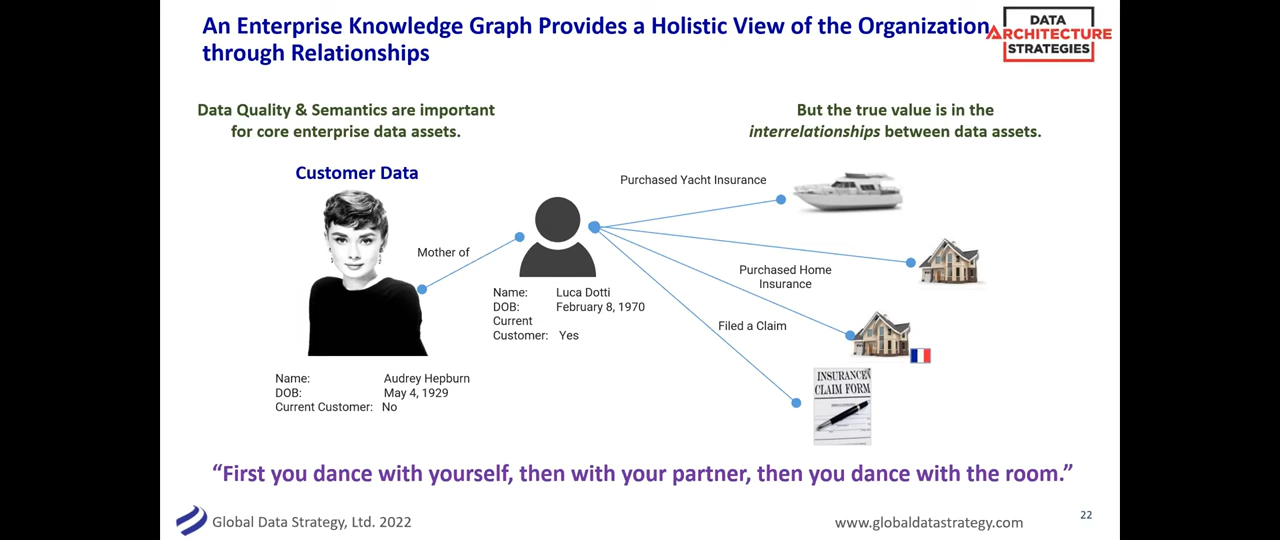 An Enterprise Knowledge Graph Provides a Holistic View of the Organization
through Relationships
DATA
ARCHITECTURE
STRATEGIES
Data Quality & Semantics are important
for core enterprise data assets.
But the true value is in the
interrelationships between data assets.
Customer Data
Purchased Yacht Insurance
Mother of
Purchased Home
Insurance
Filed a Claim
Name: Luca Dotti
DOB: February 8, 1970
Current
Customer: Yes
Name: Audrey Hepburn
DOB: May 4, 1929
Current Customer: No
INSURANCE
CLAIM FORM
“First you dance with yourself, then with your partner, then you dance with the room.”
Global Data Strategy, Ltd. 2022
www.globaldatastrategy.com
22